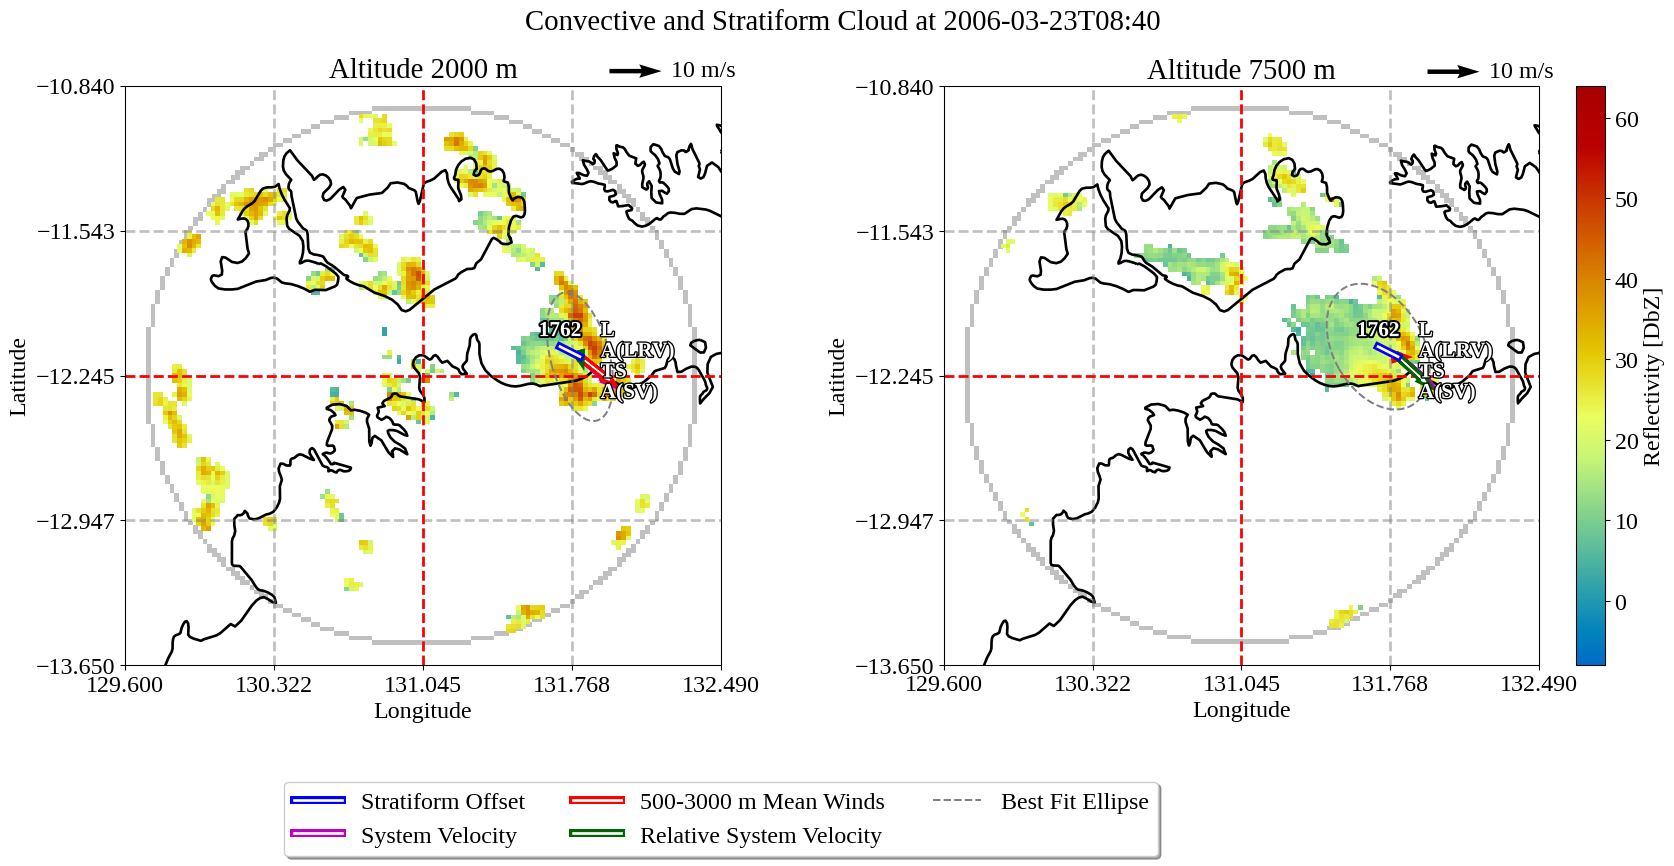 Convective and Stratiform Cloud at 2006-03-23T08:40
Altitude 2000 m
10 m/s
−10.840
−11.543
−12.245
−12.947
−13.650
129.600
130.322
131.045
131.768
132.490
Longitude
Latitude
1762
L
A(LRV)
TS
A(SV)
Altitude 7500 m
10 m/s
−10.840
−11.543
−12.245
−12.947
−13.650
129.600
130.322
131.045
131.768
132.490
Longitude
Latitude
1762
L
A(LRV)
TS
A(SV)
60
50
40
30
20
10
0
Reflectivity [DbZ]
Stratiform Offset
System Velocity
500-3000 m Mean Winds
Relative System Velocity
Best Fit Ellipse